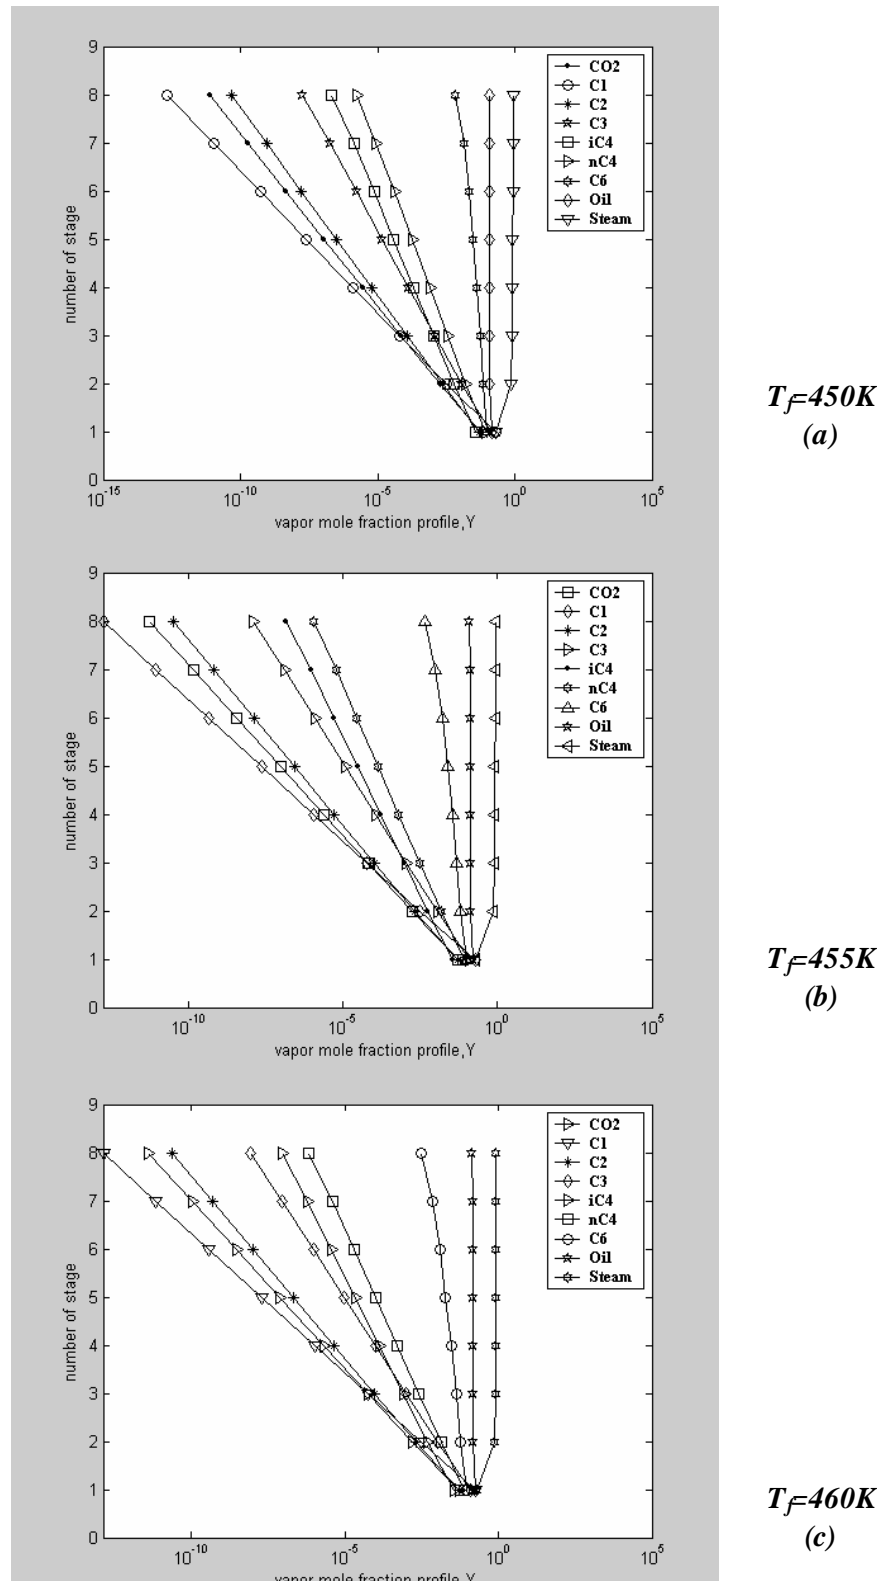 9
8
7
6
5
4
3
2
1
0
number of stage
CO2
C1
C2
C3
iC4
nC4
C6
Oil
Steam
10^-15
10^-10
10^-5
10^0
10^5
vapor mole fraction profile,Y
T_f=450K
(a)
9
8
7
6
5
4
3
2
1
0
number of stage
CO2
C1
C2
C3
iC4
nC4
C6
Oil
Steam
10^-10
10^-5
10^0
10^5
vapor mole fraction profile,Y
T_f=455K
(b)
9
8
7
6
5
4
3
2
1
0
number of stage
CO2
C1
C2
C3
iC4
nC4
C6
Oil
Steam
10^-10
10^-5
10^0
10^5
vapor mole fraction profile,Y
T_f=460K
(c)